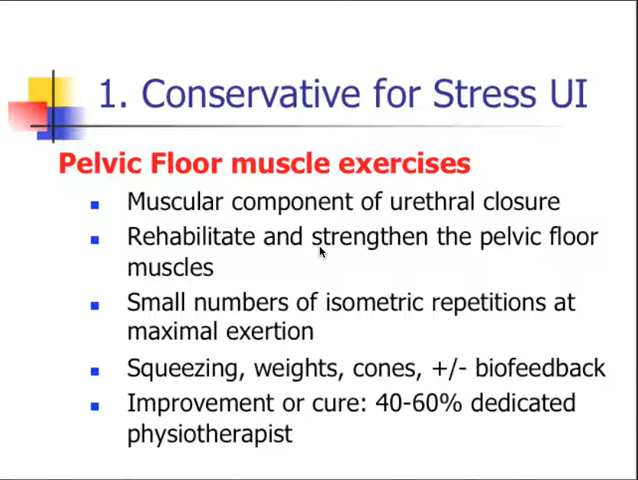 1. Conservative for Stress UI
Pelvic Floor muscle exercises
Muscular component of urethral closure
Rehabilitate and strengthen the pelvic floor
muscles
Small numbers of isometric repetitions at
maximal exertion
Squeezing, weights, cones, +/- biofeedback
Improvement or cure: 40-60% dedicated
physiotherapist